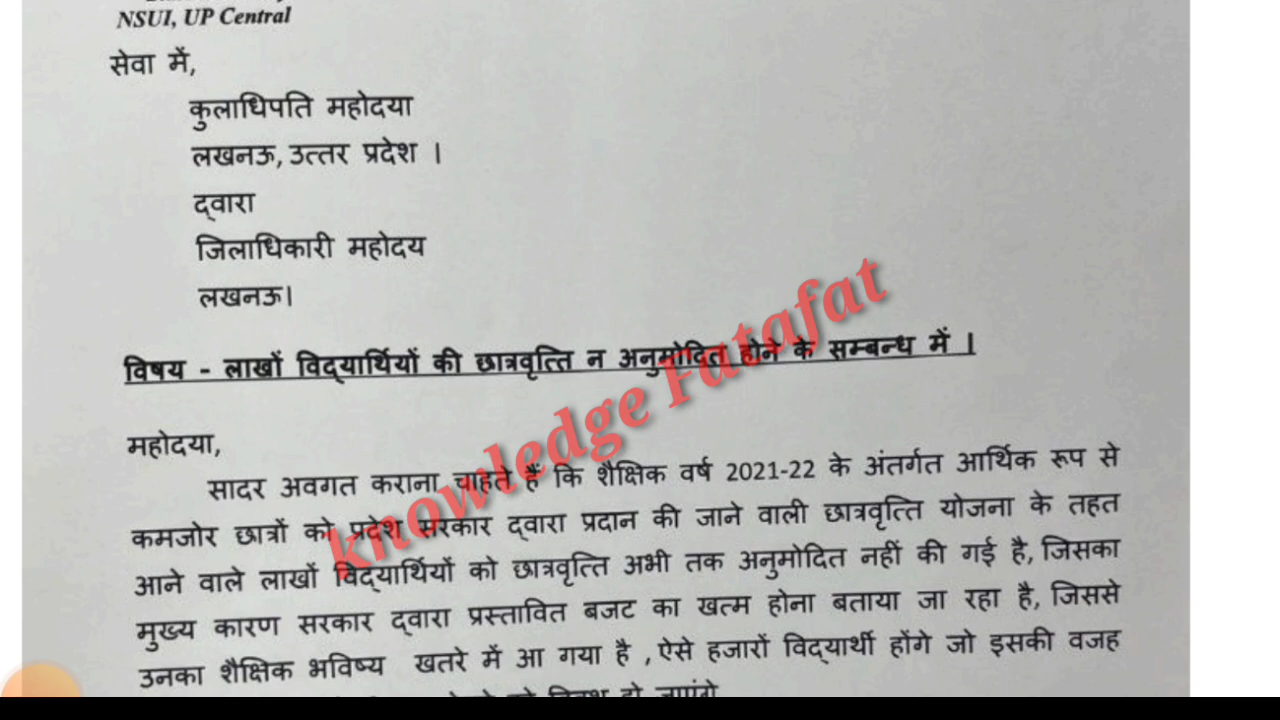 NSUI, UP Central
सेवा में,
कुलाधिपति महोदया
लखनऊ, उत्तर प्रदेश ।
द्वारा
जिलाधिकारी महोदय
लखनऊ।
विषय - लाखों विद्यार्थियों की छात्रवृत्ति न अनुमोदित होने के सम्बन्ध में ।
knowledge Fatafat
महोदया,
सादर अवगत कराना चाहते हैं कि शैक्षिक वर्ष 2021-22 के अंतर्गत आर्थिक रूप से
कमजोर छात्रों को प्रदेश सरकार द्वारा प्रदान की जाने वाली छात्रवृत्ति योजना के तहत
आने वाले लाखों विद्यार्थियों को छात्रवृत्ति अभी तक अनुमोदित नहीं की गई है, जिसका
मुख्य कारण सरकार द्वारा प्रस्तावित बजट का खत्म होना बताया जा रहा है, जिससे
उनका शैक्षिक भविष्य खतरे में आ गया है , ऐसे हजारों विद्यार्थी होंगे जो इसकी वजह